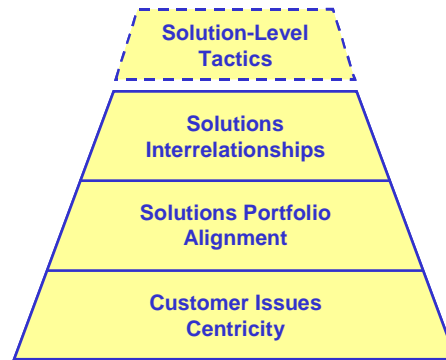 Solution-Level
Tactics
Solutions
Interrelationships
Solutions Portfolio
Alignment
Customer Issues
Centricity